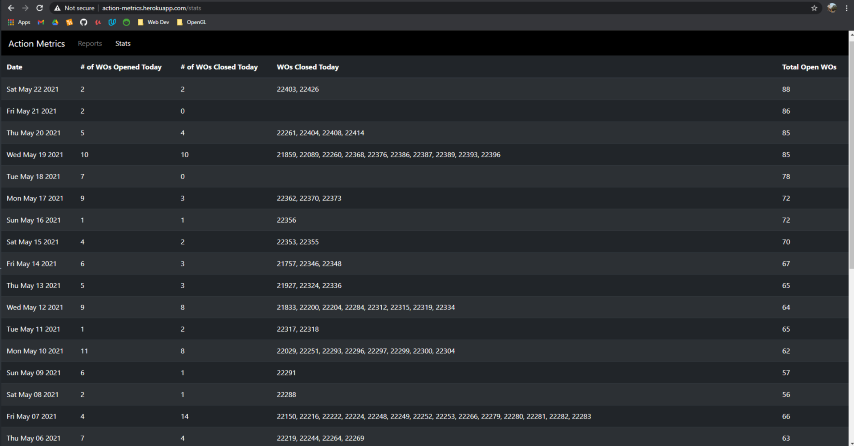 Not secure | action-metrics.herokuapp.com/stats
Apps Web Dev OpenGL
Action Metrics Reports Stats
Date # of WOs Opened Today # of WOs Closed Today WOs Closed Today Total Open WOs
Sat May 22 2021 2 2 22403, 22426 88
Fri May 21 2021 2 0 86
Thu May 20 2021 5 4 22261, 22404, 22408, 22414 85
Wed May 19 2021 10 10 21859, 22089, 22260, 22368, 22376, 22386, 22387, 22389, 22393, 22396 85
Tue May 18 2021 7 0 78
Mon May 17 2021 9 3 22362, 22370, 22373 72
Sun May 16 2021 1 1 22356 72
Sat May 15 2021 4 2 22353, 22355 70
Fri May 14 2021 6 3 21757, 22346, 22348 67
Thu May 13 2021 5 3 21927, 22324, 22336 65
Wed May 12 2021 9 8 21833, 22200, 22204, 22284, 22312, 22315, 22319, 22334 64
Tue May 11 2021 1 2 22317, 22318 65
Mon May 10 2021 11 8 22029, 22251, 22293, 22296, 22297, 22299, 22300, 22304 62
Sun May 09 2021 6 1 22291 57
Sat May 08 2021 2 1 22288 56
Fri May 07 2021 4 14 22150, 22216, 22222, 22224, 22248, 22249, 22252, 22253, 22266, 22279, 22280, 22281, 22282, 22283 66
Thu May 06 2021 7 4 22219, 22244, 22264, 22269 63